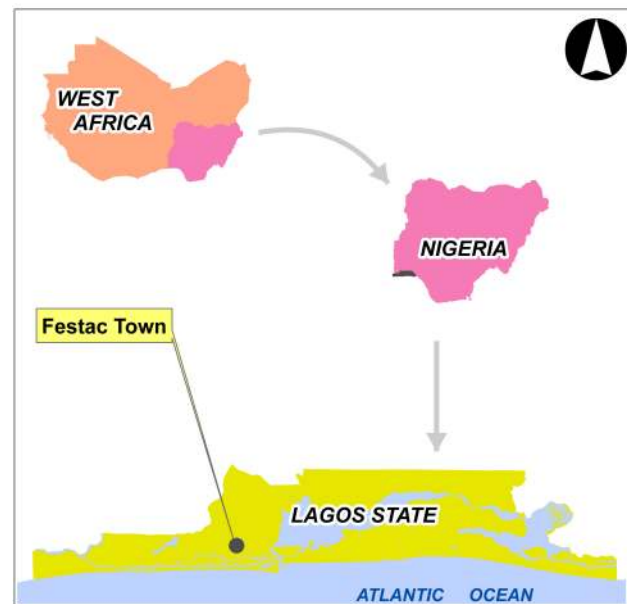 WEST
AFRICA
NIGERIA
Festac Town
LAGOS STATE
ATLANTIC OCEAN